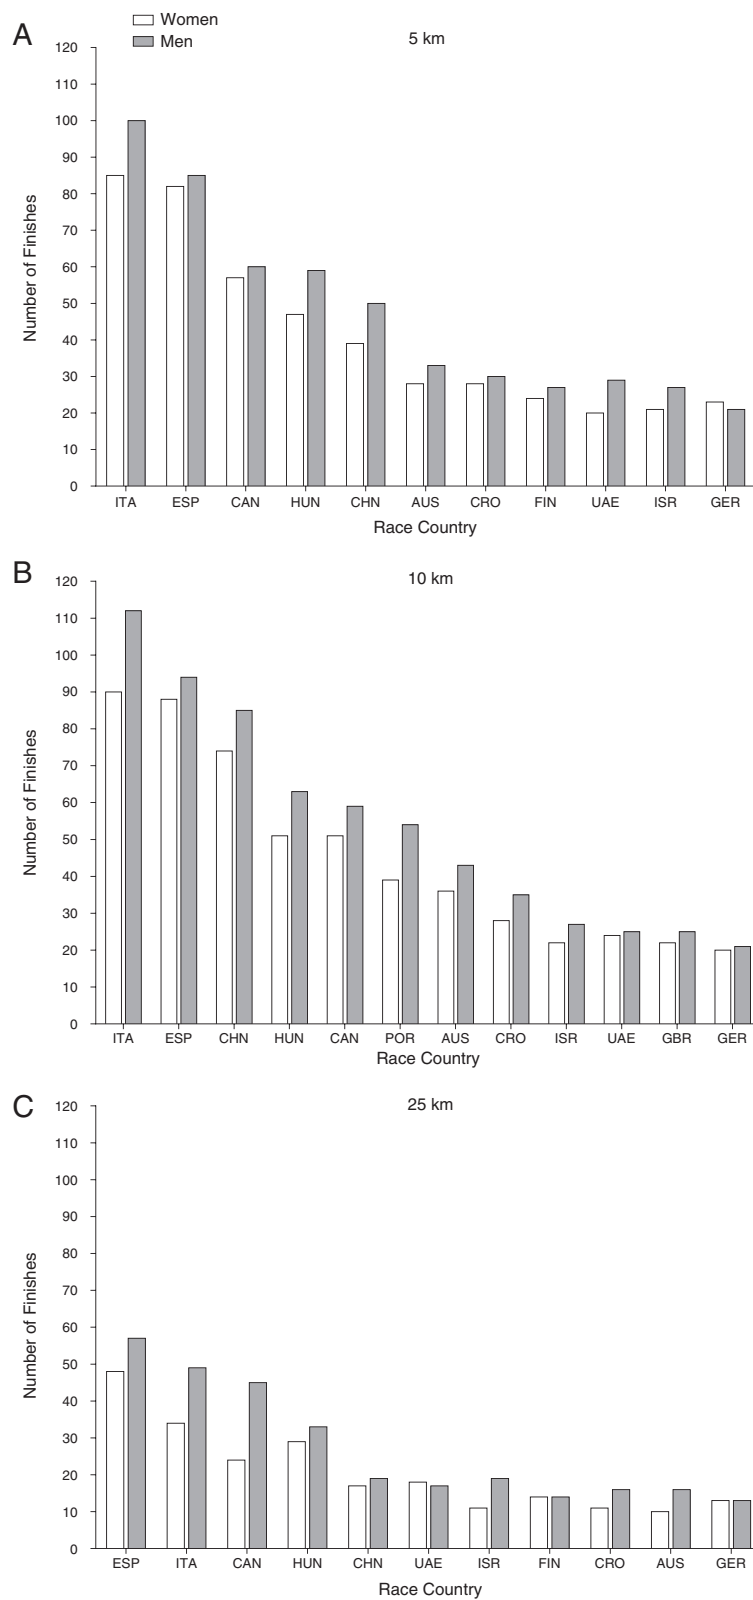 A
Women
Men
5 km
120
110
100
90
80
70
60
50
40
30
20
10
0
Number of Finishes
ITA ESP CAN HUN CHN AUS CRO FIN UAE ISR GER
Race Country
B
10 km
120
110
100
90
80
70
60
50
40
30
20
10
0
Number of Finishes
ITA ESP CHN HUN CAN POR AUS CRO ISR UAE GBR GER
Race Country
C
25 km
120
110
100
90
80
70
60
50
40
30
20
10
0
Number of Finishes
ESP ITA CAN HUN CHN UAE ISR FIN CRO AUS GER
Race Country